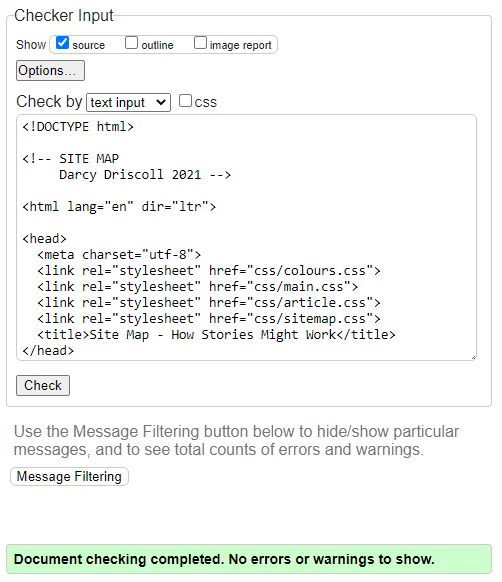 Checker Input
Show source outline image report
Options...
Check by text input css
<!DOCTYPE html>
<!-- SITE MAP
Darcy Driscoll 2021 -->
<html lang="en" dir="ltr">
<head>
<meta charset="utf-8">
<link rel="stylesheet" href="css/colours.css">
<link rel="stylesheet" href="css/main.css">
<link rel="stylesheet" href="css/article.css">
<link rel="stylesheet" href="css/sitemap.css">
<title>Site Map - How Stories Might Work</title>
</head>
Check
Use the Message Filtering button below to hide/show particular
messages, and to see total counts of errors and warnings.
Message Filtering
Document checking completed. No errors or warnings to show.